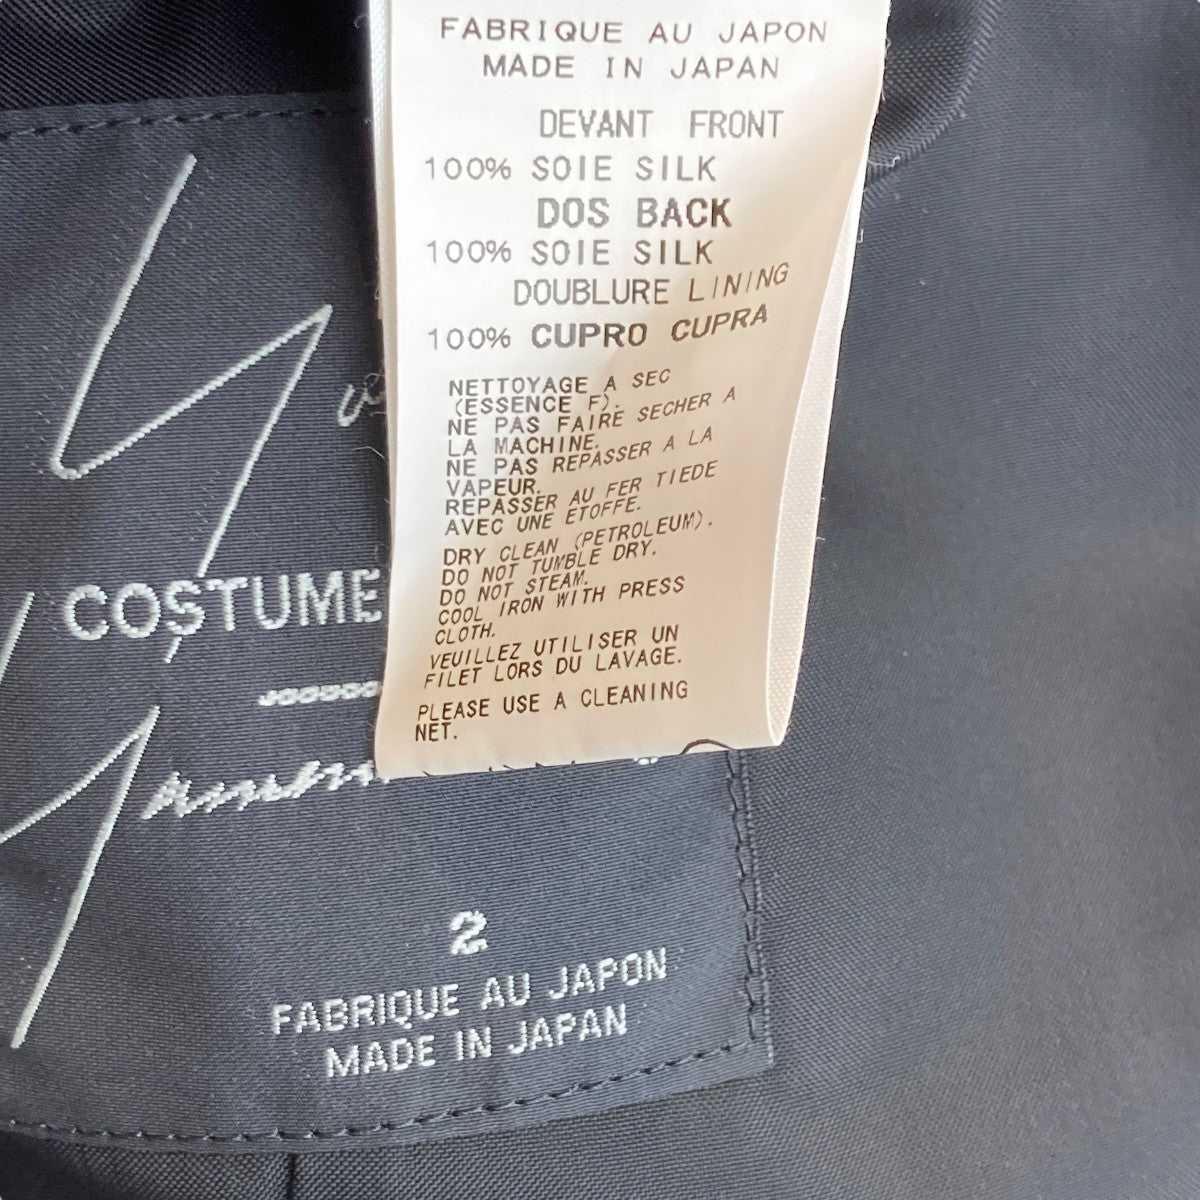 FABRIQUE AU JAPON
MADE IN JAPAN
DEVANT FRONT
100% SOIE SILK
DOS BACK
100% SOIE SILK
DOUBLURE LINING
100% CUPRO CUPRA
NETTOYAGE A SEC
(ESSENCE F).
NE PAS FAIRE SECHER A
LA MACHINE.
NE PAS REPASSER A LA
VAPEUR.
REPASSER AU FER TIEDE
AVEC UNE ETOFFE.
DRY CLEAN (PETROLEUM).
DO NOT TUMBLE DRY.
DO NOT STEAM.
COOL IRON WITH PRESS
CLOTH.
VEUILLEZ UTILISER UN
FILET LORS DU LAVAGE.
PLEASE USE A CLEANING
NET.
COSTUME
2
FABRIQUE AU JAPON
MADE IN JAPAN